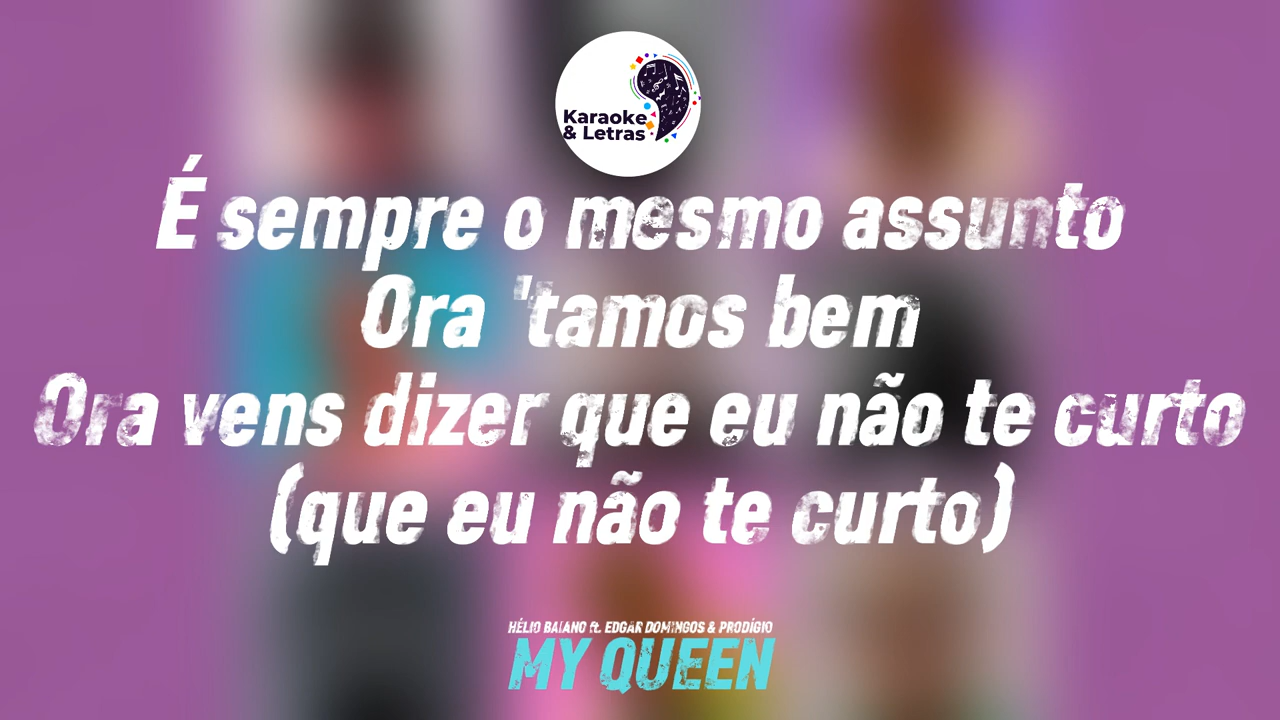 Karaoke
& Letras
É sempre o mesmo assunto
Ora 'tamos bem
Ora vens dizer que eu não te curto
(que eu não te curto)
HÉLIO BAIANO ft. EDGAR DOMINGOS & PRODÍGIO
MY QUEEN